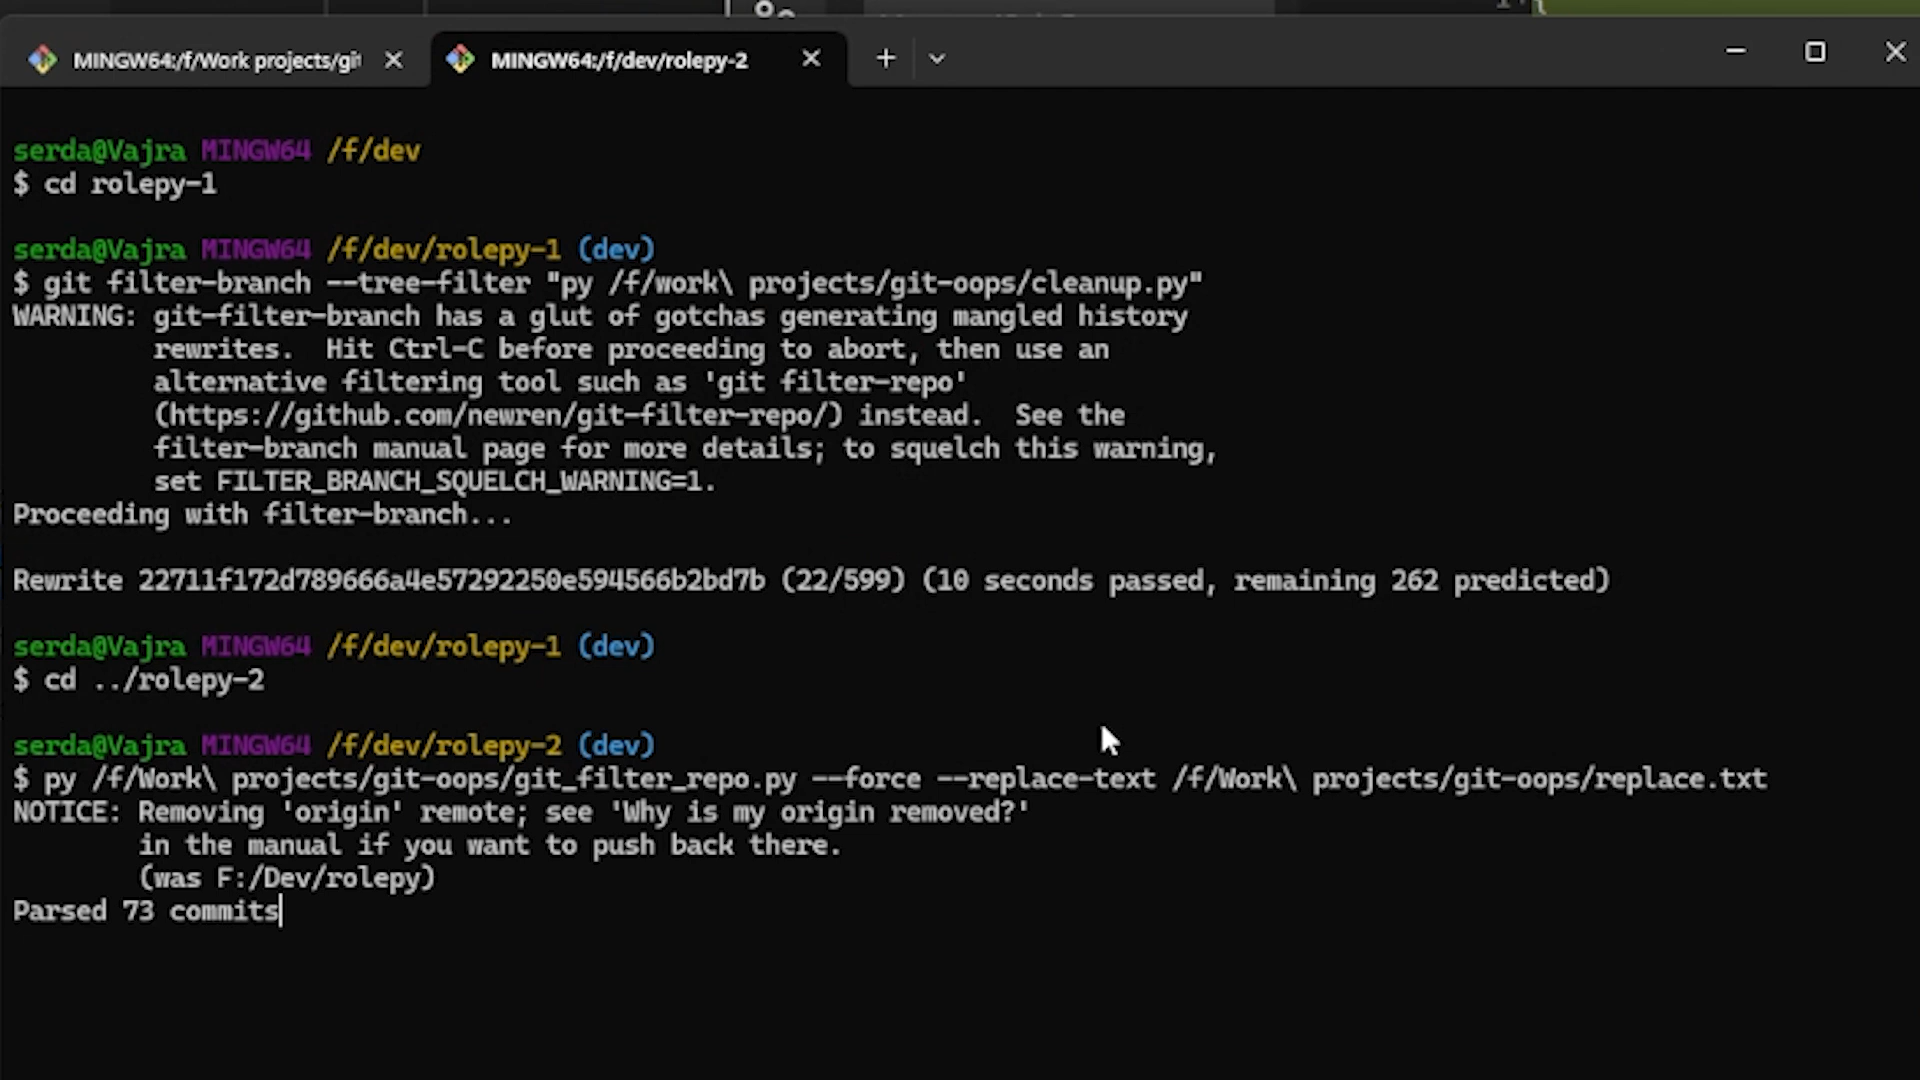 MINGW64:/f/Work projects/git
MINGW64:/f/dev/rolepy-2
serda@Vajra MINGW64 /f/dev
$ cd rolepy-1
serda@Vajra MINGW64 /f/dev/rolepy-1 (dev)
$ git filter-branch --tree-filter "py /f/work\ projects/git-oops/cleanup.py"
WARNING: git-filter-branch has a glut of gotchas generating mangled history
rewrites.  Hit Ctrl-C before proceeding to abort, then use an
alternative filtering tool such as 'git filter-repo'
(https://github.com/newren/git-filter-repo/) instead.  See the
filter-branch manual page for more details; to squelch this warning,
set FILTER_BRANCH_SQUELCH_WARNING=1.
Proceeding with filter-branch...
Rewrite 22711f172d789666a4e57292250e594566b2bd7b (22/599) (10 seconds passed, remaining 262 predicted)
serda@Vajra MINGW64 /f/dev/rolepy-1 (dev)
$ cd ../rolepy-2
serda@Vajra MINGW64 /f/dev/rolepy-2 (dev)
$ py /f/Work\ projects/git-oops/git_filter_repo.py --force --replace-text /f/Work\ projects/git-oops/replace.txt
NOTICE: Removing 'origin' remote; see 'Why is my origin removed?'
in the manual if you want to push back there.
(was F:/Dev/rolepy)
Parsed 73 commits